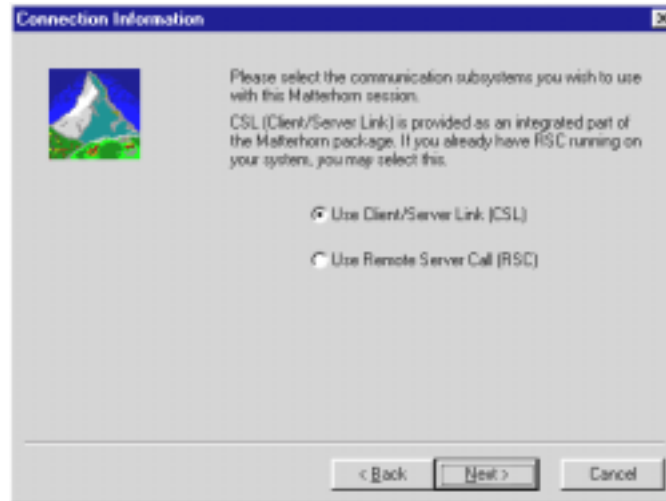 Connection Information
Please select the communication subsystems you wish to use
with this Matterhorn session.
CSL (Client/Server Link) is provided as an integrated part of
the Matterhorn package. If you already have RSC running on
your system, you may select this.
Use Client/Server Link (CSL)
Use Remote Server Call (RSC)
< Back
Next >
Cancel